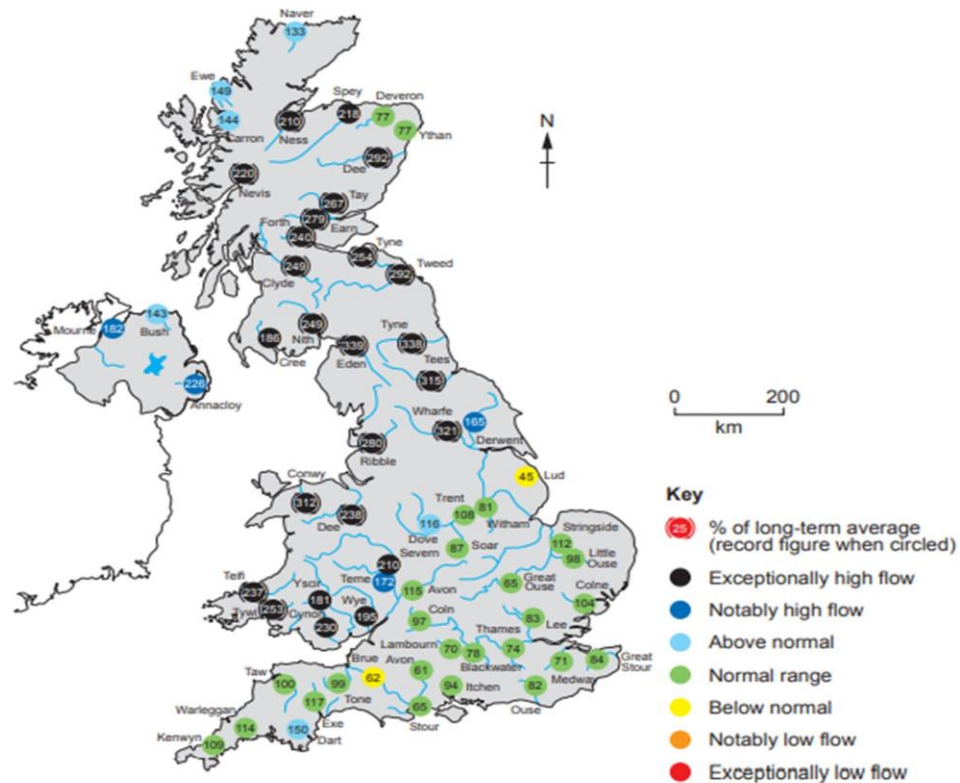 Naver
133
Ewe
149
144
Carron
210
Ness
Spey
218
Deveron
77
77
Ythan
N
292
Dee
220
Nevis
267
Tay
279
Earn
Forth
240
Tyne
254
249
Clyde
292
Tweed
143
Bush
Mourne
182
226
Annacloy
186
Cree
249
Nith
339
Eden
Tyne
338
Tees
315
Wharfe
321
165
Derwent
280
Ribble
0 200
km
45
Lud
Conwy
312
238
Dee
Trent
108
81
Witham
116
Dove
87
Soar
Stringside
112
98
Little
Ouse
Severn
210
Teme
172
115
Avon
65
Great
Ouse
Colne
104
Teifi
237
Tywi
253
Yscir
181
Cynon
230
Wye
195
Coln
97
Thames
83
Lee
Lambourn
70
78
Blackwater
74
71
Medway
84
Great
Stour
Brue
62
Avon
61
94
Itchen
82
Ouse
65
Stour
Taw
100
99
Tone
117
Exe
150
Dart
Warleggan
114
Kenwyn
109
Key
25 % of long-term average
(record figure when circled)
Exceptionally high flow
Notably high flow
Above normal
Normal range
Below normal
Notably low flow
Exceptionally low flow